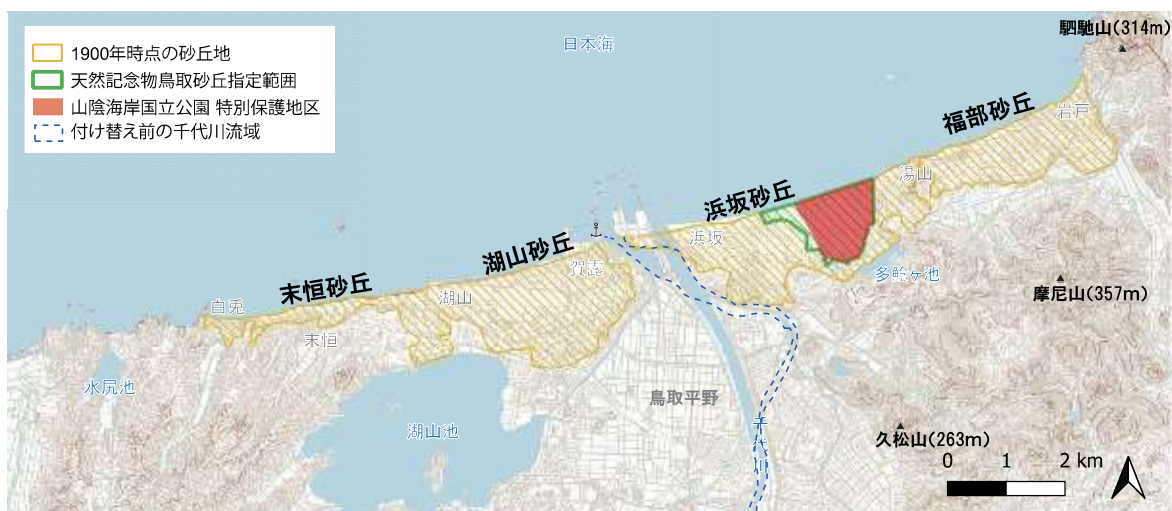 1900年時点の砂丘地
天然記念物鳥取砂丘指定範囲
山陰海岸国立公園 特別保護地区
付け替え前の千代川流域
日本海
駟馳山(314m)
福部砂丘
岩戸
湯山
浜坂砂丘
浜坂
多鯰ヶ池
摩尼山(357m)
湖山砂丘
賀露
末恒砂丘
湖山
白兎
末恒
水尻池
湖山池
鳥取平野
千代川
久松山(263m)
0 1 2 km